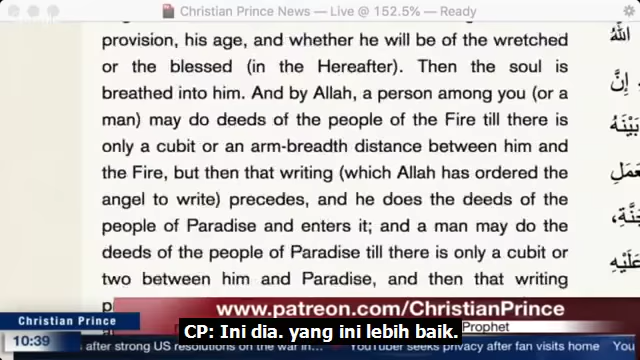 Christian Prince News — Live @ 152.5% — Ready
provision, his age, and whether he will be of the wretched
or the blessed (in the Hereafter). Then the soul is
breathed into him. And by Allah, a person among you (or a
man) may do deeds of the people of the Fire till there is
only a cubit or an arm-breadth distance between him and
the Fire, but then that writing (which Allah has ordered the
angel to write) precedes, and he does the deeds of the
people of Paradise and enters it; and a man may do the
deeds of the people of Paradise till there is only a cubit or
two between him and Paradise, and then that writing
اللهُ
إِنَّ
بَيْنَهُ
عَلَيْهِ
www.patreon.com/ChristianPrince
Christian Prince
Prophet
CP: Ini dia. yang ini lebih baik.
10:39
after strong US resolutions on the war in...
YouTuber seeks privacy after fan visits home